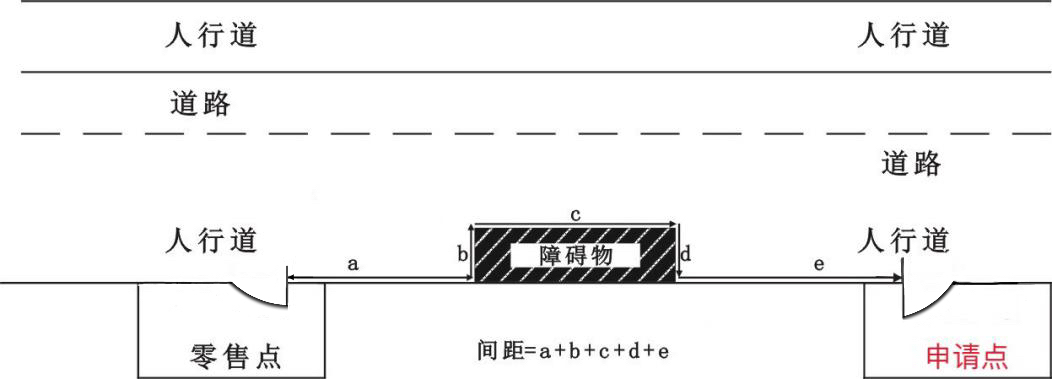 人行道 人行道
道路
道路
c
人行道 b 障碍物 d 人行道
a e
零售点 间距=a+b+c+d+e 申请点